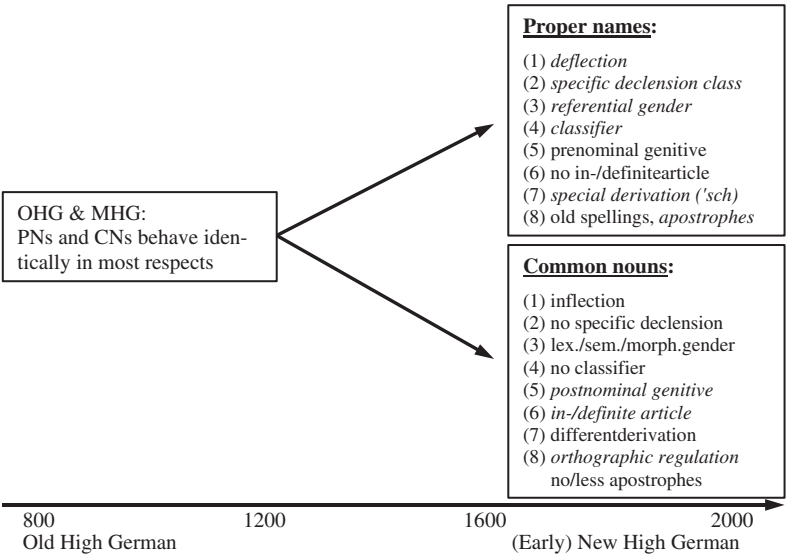 Proper names:
(1) deflection
(2) specific declension class
(3) referential gender
(4) classifier
(5) prenominal genitive
(6) no in-/definitearticle
(7) special derivation ('sch)
(8) old spellings, apostrophes
OHG & MHG:
PNs and CNs behave iden-
tically in most respects
Common nouns:
(1) inflection
(2) no specific declension
(3) lex./sem./morph.gender
(4) no classifier
(5) postnominal genitive
(6) in-/definite article
(7) differentderivation
(8) orthographic regulation
no/less apostrophes
800 1200 1600 2000
Old High German (Early) New High German